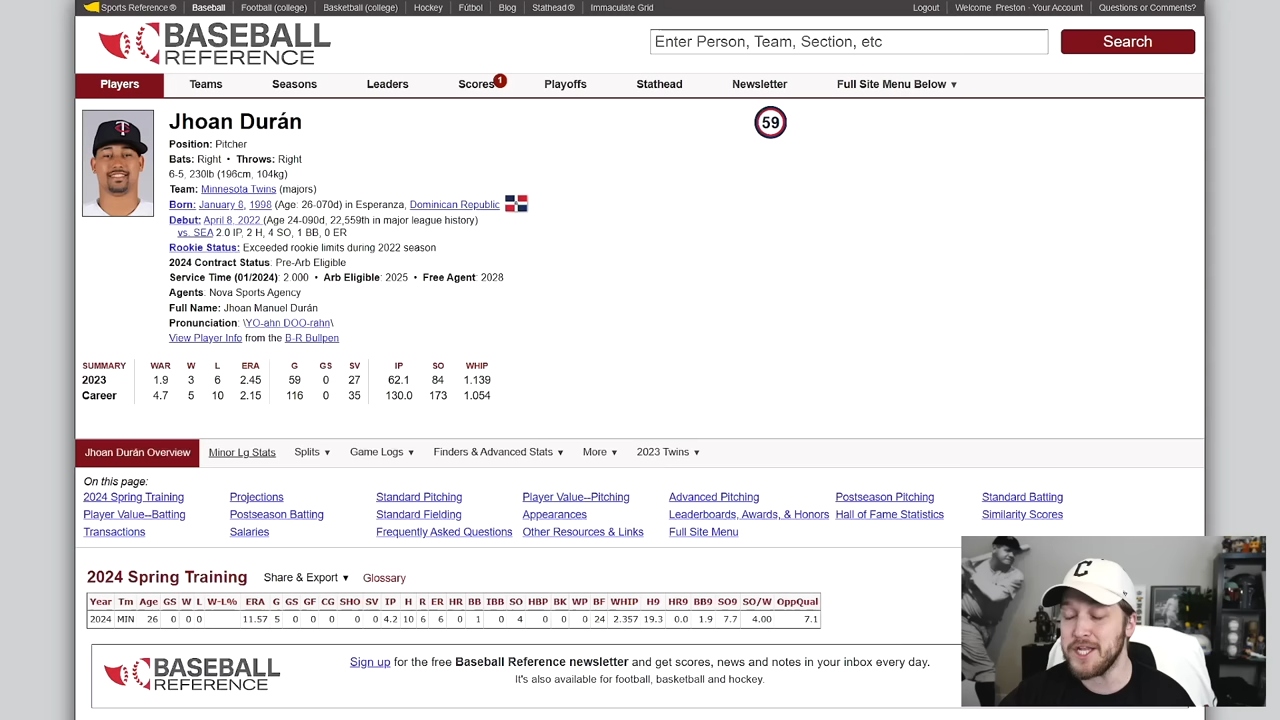 Sports Reference® Baseball Football (college) Basketball (college) Hockey Fútbol Blog Stathead® Immaculate Grid Logout Welcome Preston · Your Account Questions or Comments?
BASEBALL
REFERENCE
Enter Person, Team, Section, etc
Search
Players Teams Seasons Leaders Scores 1 Playoffs Stathead Newsletter Full Site Menu Below ▼
Jhoan Durán
59
Position: Pitcher
Bats: Right • Throws: Right
6-5, 230lb (196cm, 104kg)
Team: Minnesota Twins (majors)
Born: January 8, 1998 (Age: 26-070d) in Esperanza, Dominican Republic
Debut: April 8, 2022 (Age 24-090d, 22,559th in major league history)
vs. SEA 2.0 IP, 2 H, 4 SO, 1 BB, 0 ER
Rookie Status: Exceeded rookie limits during 2022 season
2024 Contract Status: Pre-Arb Eligible
Service Time (01/2024): 2.000 • Arb Eligible: 2025 • Free Agent: 2028
Agents: Nova Sports Agency
Full Name: Jhoan Manuel Durán
Pronunciation: \YO-ahn DOO-rahn\
View Player Info from the B-R Bullpen
SUMMARY WAR W L ERA G GS SV IP SO WHIP
2023 1.9 3 6 2.45 59 0 27 62.1 84 1.139
Career 4.7 5 10 2.15 116 0 35 130.0 173 1.054
Jhoan Durán Overview Minor Lg Stats Splits ▼ Game Logs ▼ Finders & Advanced Stats ▼ More ▼ 2023 Twins ▼
On this page:
2024 Spring Training Projections Standard Pitching Player Value--Pitching Advanced Pitching Postseason Pitching Standard Batting
Player Value--Batting Postseason Batting Standard Fielding Appearances Leaderboards, Awards, & Honors Hall of Fame Statistics Similarity Scores
Transactions Salaries Frequently Asked Questions Other Resources & Links Full Site Menu
2024 Spring Training Share & Export ▼ Glossary
Year Tm Age GS W L W-L% ERA G GS GF CG SHO SV IP H R ER HR BB IBB SO HBP BK WP BF WHIP H9 HR9 BB9 SO9 SO/W OppQual
2024 MIN 26 0 0 0 11.57 5 0 0 0 0 0 4.2 10 6 6 0 1 0 4 0 0 0 24 2.357 19.3 0.0 1.9 7.7 4.00 7.1
BASEBALL
REFERENCE
Sign up for the free Baseball Reference newsletter and get scores, news and notes in your inbox every day.
It's also available for football, basketball and hockey.
C